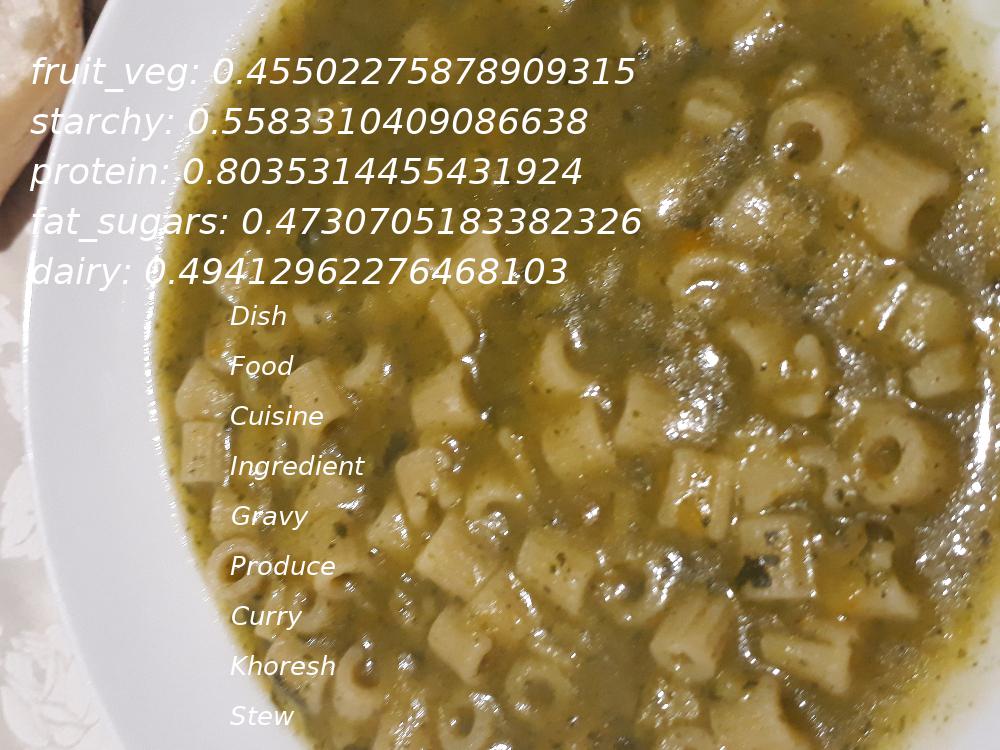 fruit_veg: 0.45502275878909315
starchy: 0.5583310409086638
protein: 0.8035314455431924
fat_sugars: 0.4730705183382326
dairy: 0.49412962276468103
Dish
Food
Cuisine
Ingredient
Gravy
Produce
Curry
Khoresh
Stew